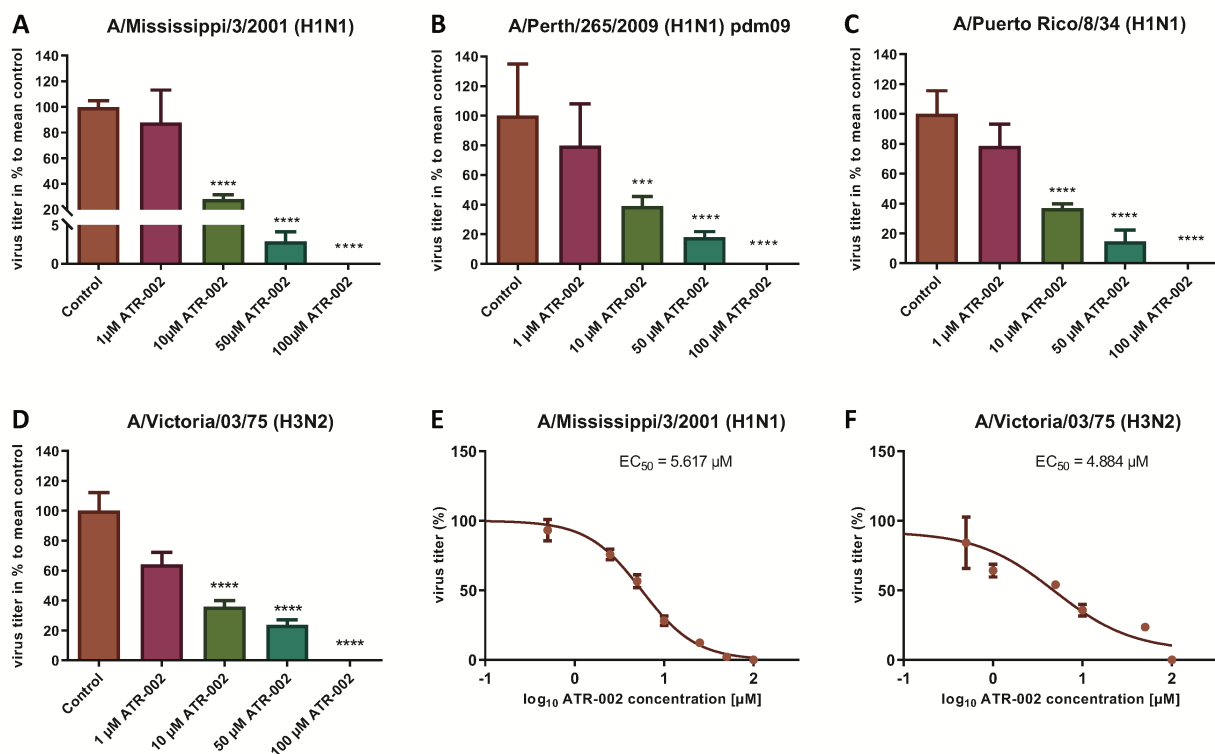 A
A/Mississippi/3/2001 (H1N1)
virus titer in % to mean control
140
120
100
80
60
40
20
5
0
****
****
****
Control
1µM ATR-002
10µM ATR-002
50µM ATR-002
100µM ATR-002
B
A/Perth/265/2009 (H1N1) pdm09
virus titer in % to mean control
140
120
100
80
60
40
20
0
***
****
****
Control
1 µM ATR-002
10 µM ATR-002
50 µM ATR-002
100 µM ATR-002
C
A/Puerto Rico/8/34 (H1N1)
virus titer in % to mean control
140
120
100
80
60
40
20
0
****
****
****
Control
1 µM ATR-002
10 µM ATR-002
50 µM ATR-002
100 µM ATR-002
D
A/Victoria/03/75 (H3N2)
virus titer in % to mean control
140
120
100
80
60
40
20
0
****
****
****
Control
1 µM ATR-002
10 µM ATR-002
50 µM ATR-002
100 µM ATR-002
E
A/Mississippi/3/2001 (H1N1)
EC50 = 5.617 µM
virus titer (%)
150
100
50
0
-1
0
1
2
log10 ATR-002 concentration [µM]
F
A/Victoria/03/75 (H3N2)
EC50 = 4.884 µM
virus titer (%)
150
100
50
0
-1
0
1
2
log10 ATR-002 concentration [µM]